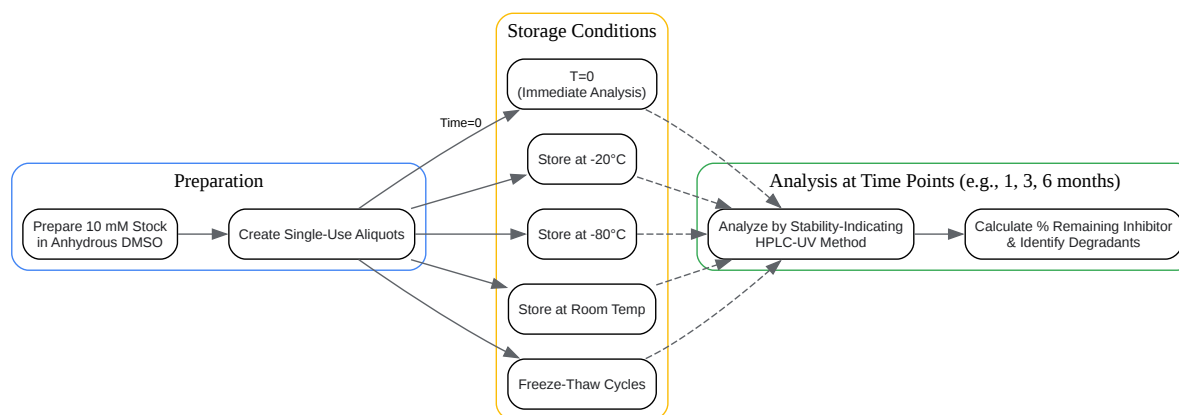 Preparation
Prepare 10 mM Stock
in Anhydrous DMSO
Create Single-Use Aliquots
Time=0
Storage Conditions
T=0
(Immediate Analysis)
Store at -20°C
Store at -80°C
Store at Room Temp
Freeze-Thaw Cycles
Analysis at Time Points (e.g., 1, 3, 6 months)
Analyze by Stability-Indicating
HPLC-UV Method
Calculate % Remaining Inhibitor
& Identify Degradants